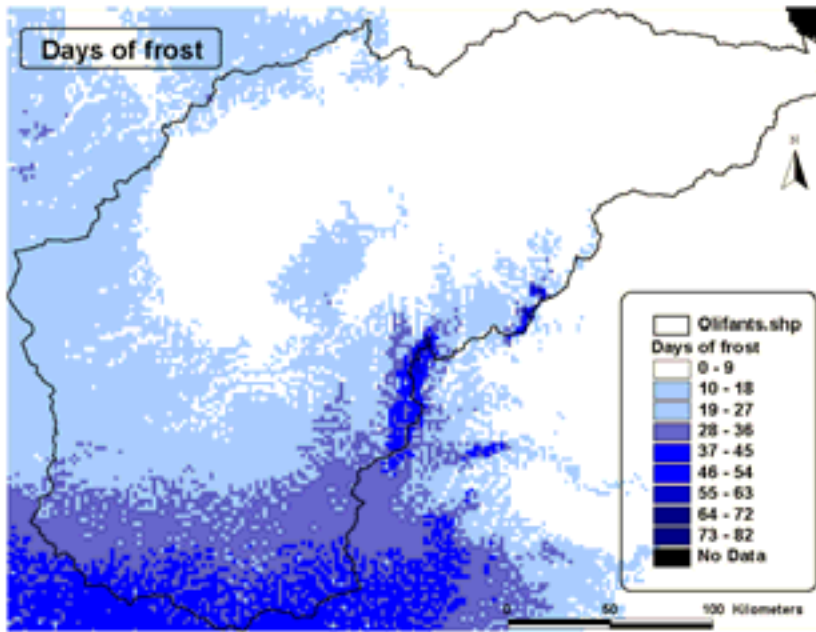 Days of frost
N
Olifants.shp
Days of frost
0 - 9
10 - 18
19 - 27
28 - 36
37 - 45
46 - 54
55 - 63
64 - 72
73 - 82
No Data
0 50 100 Kilometers